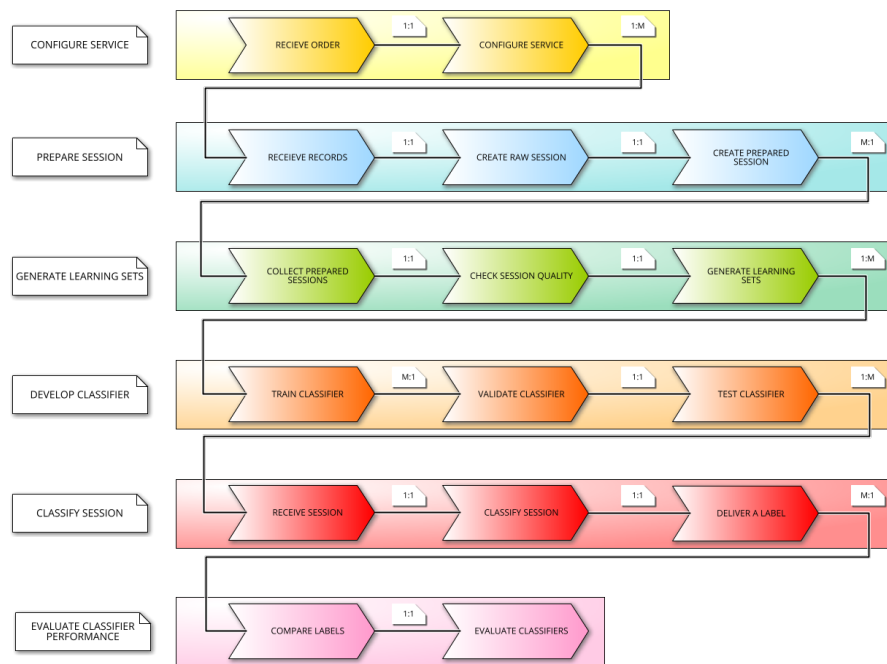 CONFIGURE SERVICE
RECIEVE ORDER
1:1
CONFIGURE SERVICE
1:M
PREPARE SESSION
RECEIEVE RECORDS
1:1
CREATE RAW SESSION
1:1
CREATE PREPARED
SESSION
M:1
GENERATE LEARNING SETS
COLLECT PREPARED
SESSIONS
1:1
CHECK SESSION QUALITY
1:1
GENERATE LEARNING
SETS
1:M
DEVELOP CLASSIFIER
TRAIN CLASSIFIER
M:1
VALIDATE CLASSIFIER
1:1
TEST CLASSIFIER
1:M
CLASSIFY SESSION
RECEIVE SESSION
1:1
CLASSIFY SESSION
1:1
DELIVER A LABEL
M:1
EVALUATE CLASSIFIER
PERFORMANCE
COMPARE LABELS
1:1
EVALUATE CLASSIFIERS